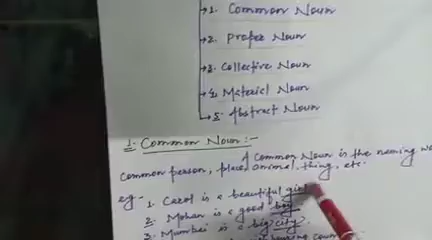 1. Common Noun
2. Proper Noun
3. Collective Noun
4. Material Noun
5. Abstract Noun
1. Common Noun :-
A Common Noun is the naming
common person, place, animal, thing, etc.
eg - 1. Carol is a beautiful girl
2. Mohan is a good boy
3. Mumbai is a big city